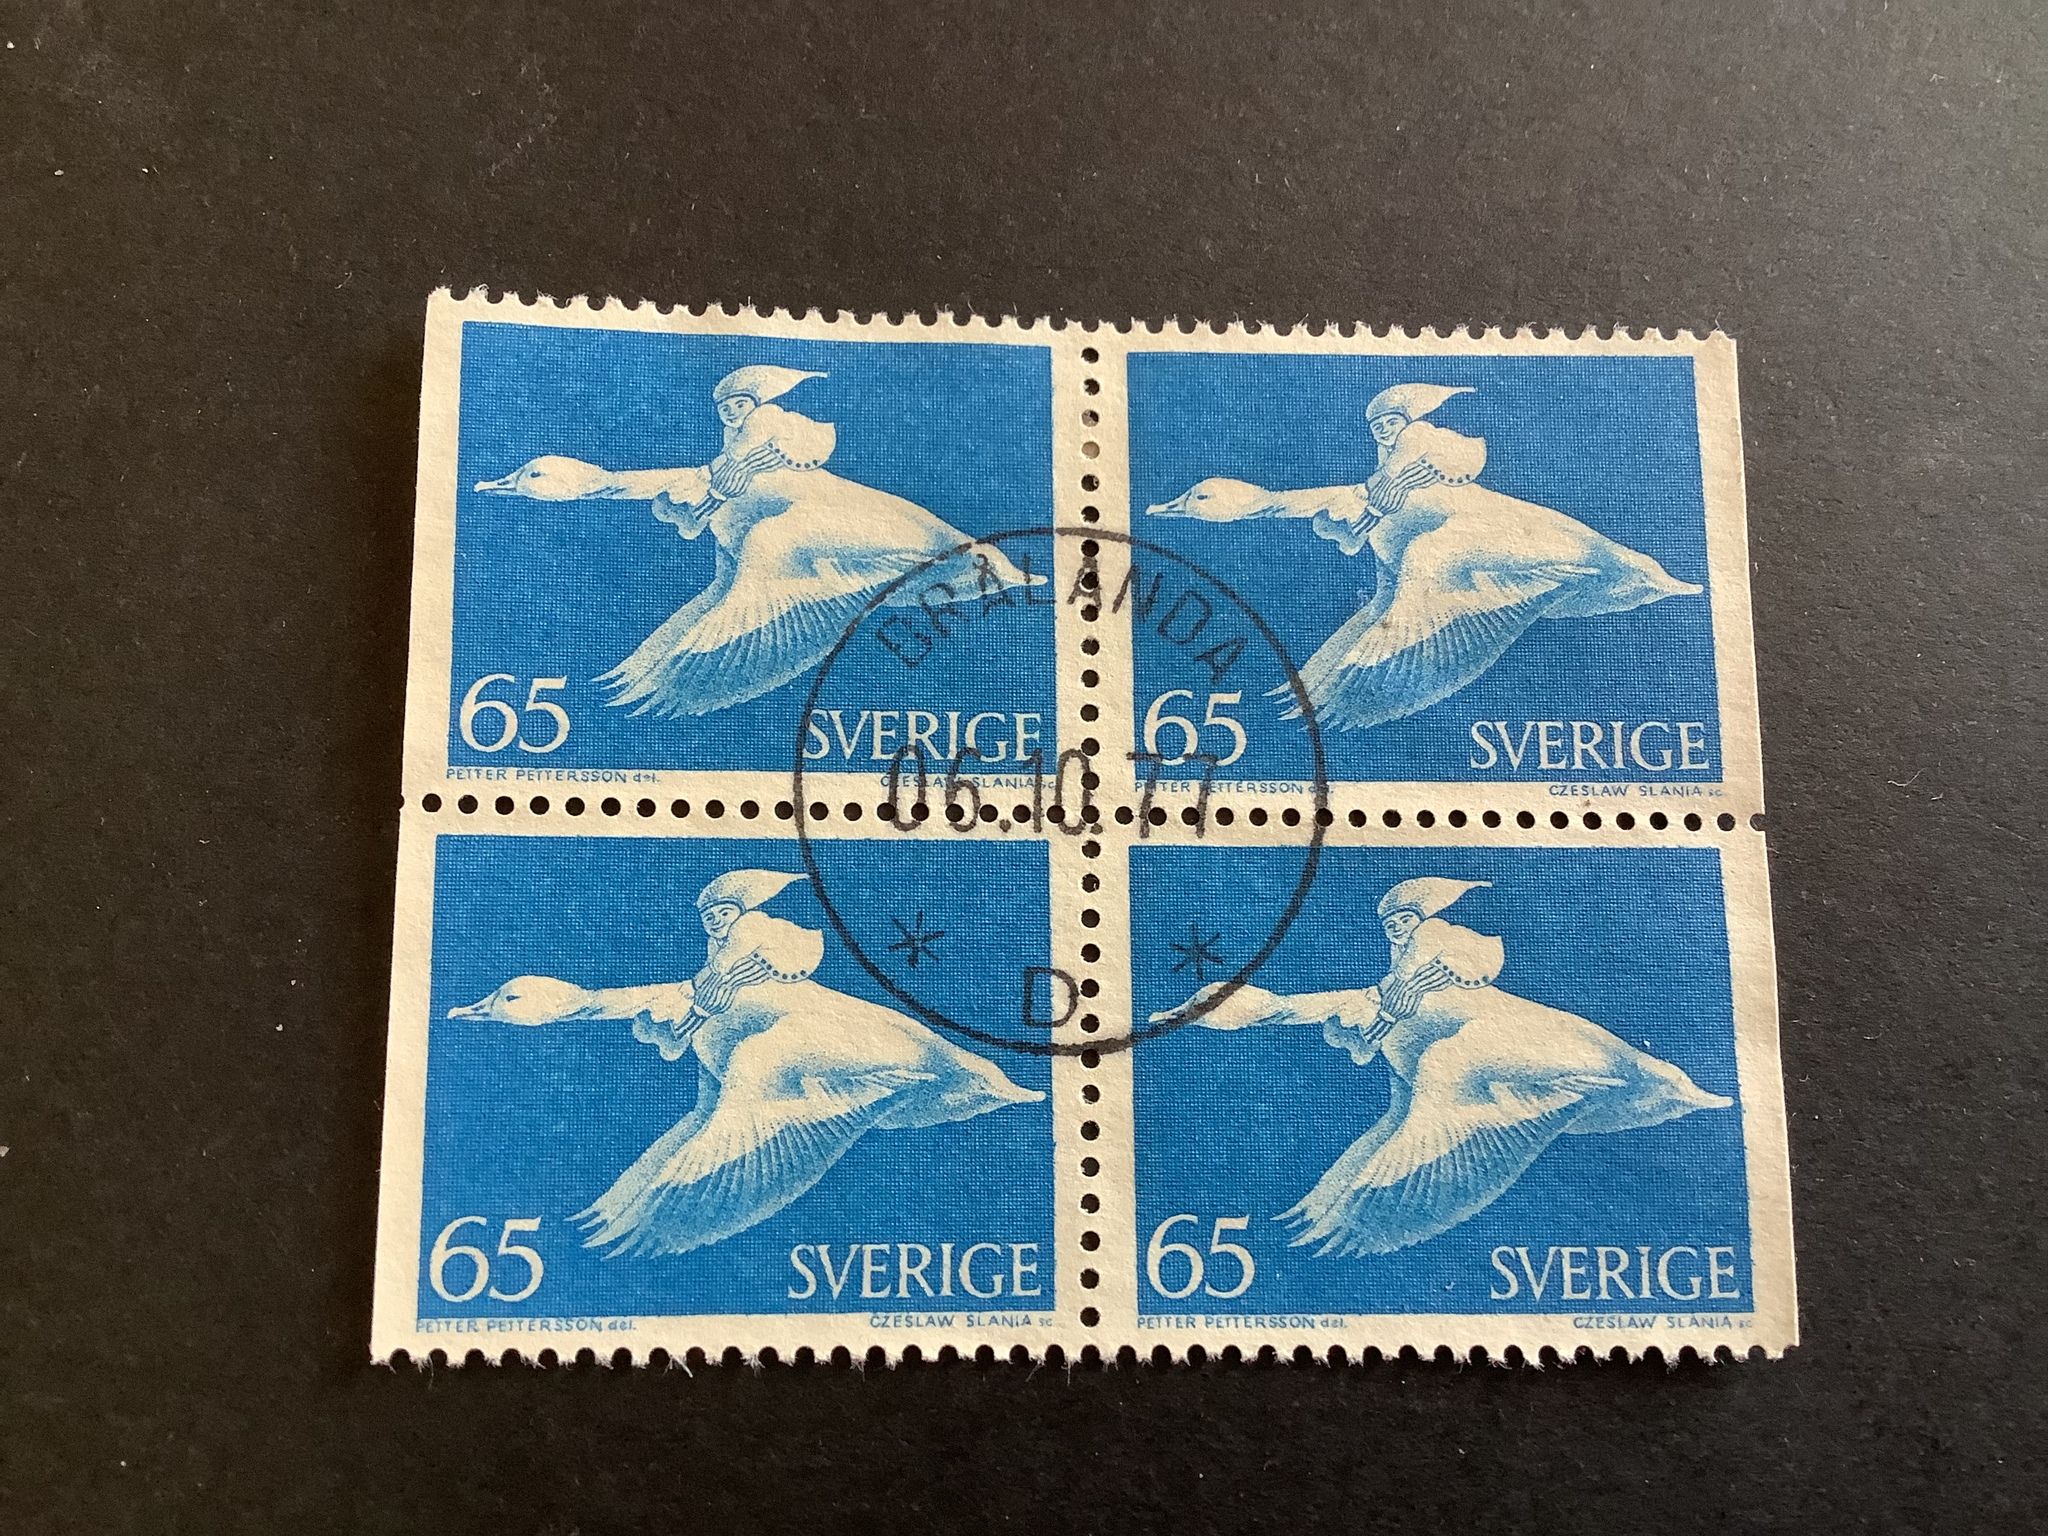 BRÅLANDA
65 SVERIGE 65 SVERIGE
PETTER PETTERSSON del. CZESLAW SLANIA sc PETTER PETTERSSON del. CZESLAW SLANIA sc
06.10.77
* D *
65 SVERIGE 65 SVERIGE
PETTER PETTERSSON del. CZESLAW SLANIA sc PETTER PETTERSSON del. CZESLAW SLANIA sc